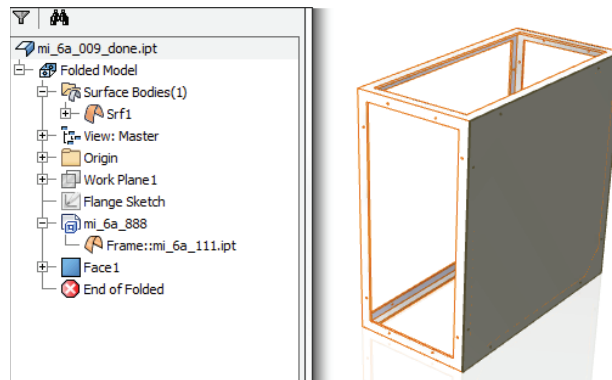 mi_6a_009_done.ipt
Folded Model
Surface Bodies(1)
Srf1
View: Master
Origin
Work Plane1
Flange Sketch
mi_6a_888
Frame::mi_6a_111.ipt
Face1
End of Folded